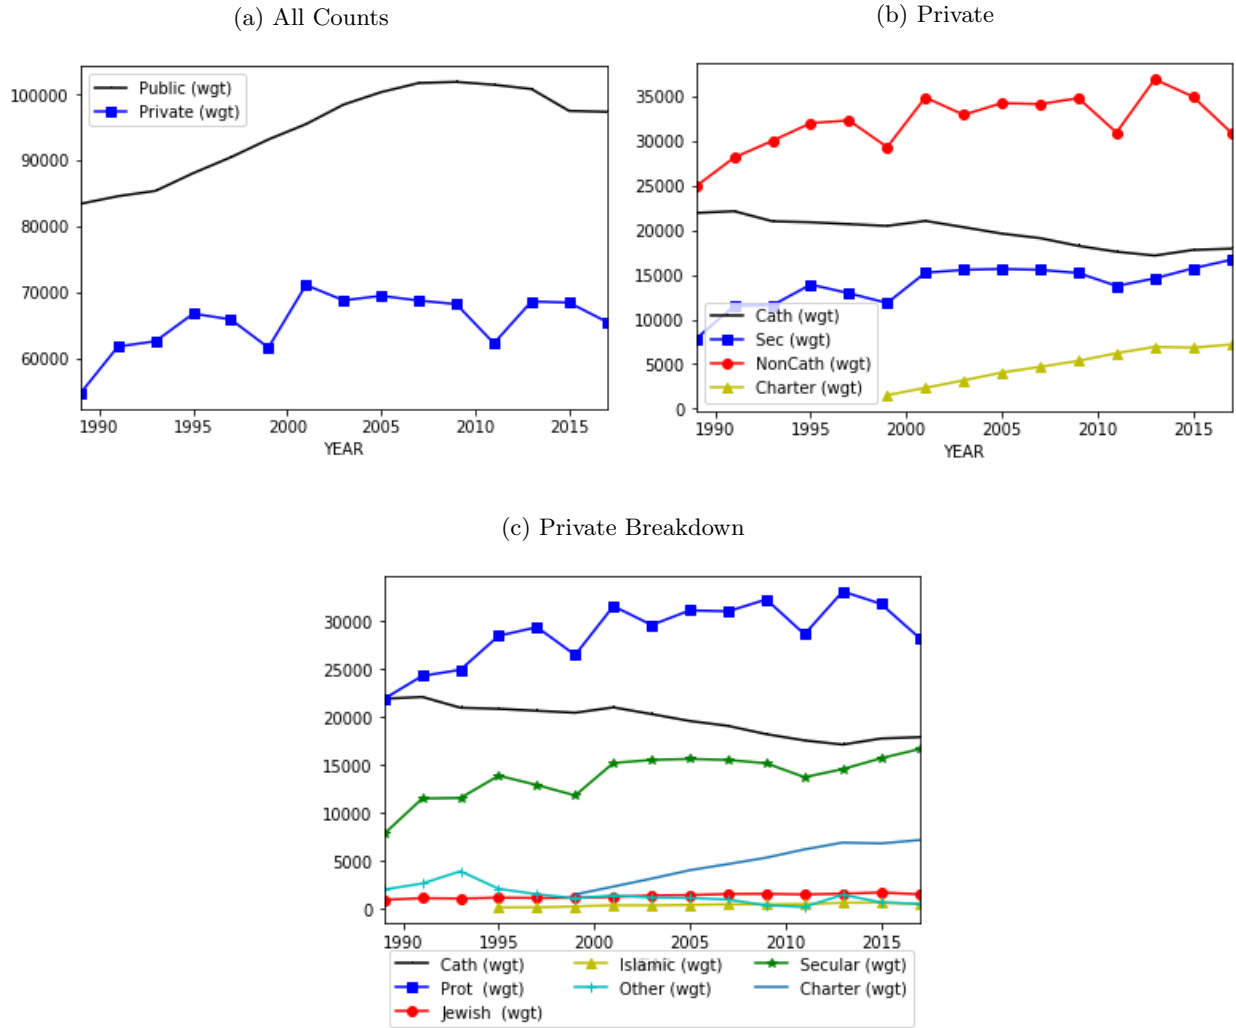 (a) All Counts
Public (wgt)
Private (wgt)
100000
90000
80000
70000
60000
1990 1995 2000 2005 2010 2015
YEAR
(b) Private
35000
30000
25000
20000
15000
10000
5000
0
Cath (wgt)
Sec (wgt)
NonCath (wgt)
Charter (wgt)
1990 1995 2000 2005 2010 2015
YEAR
(c) Private Breakdown
30000
25000
20000
15000
10000
5000
0
1990 1995 2000 2005 2010 2015
Cath (wgt) Islamic (wgt) Secular (wgt)
Prot (wgt) Other (wgt) Charter (wgt)
Jewish (wgt)